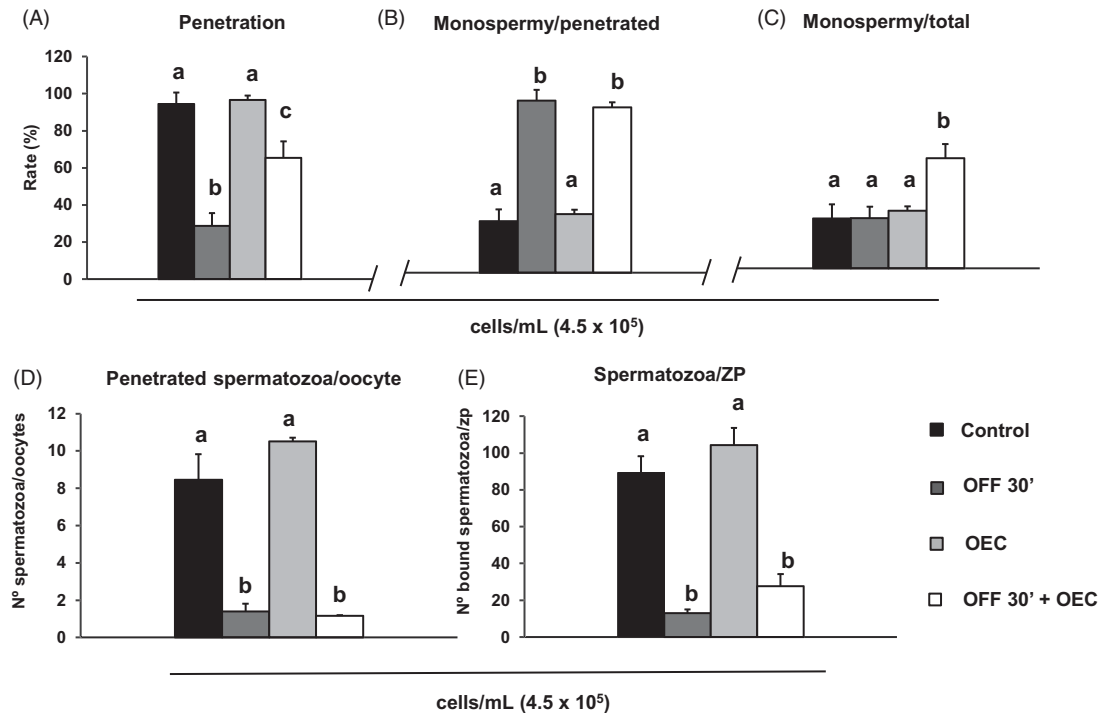 (A) Penetration
(B) Monospermy/penetrated
(C) Monospermy/total
Rate (%)
120
100
80
60
40
20
0
a
b
a
c
a
b
a
b
a
a
a
b
cells/mL (4.5 x 10⁵)
(D) Penetrated spermatozoa/oocyte
Nº spermatozoa/oocytes
12
10
8
6
4
2
0
a
b
a
b
(E) Spermatozoa/ZP
Nº bound spermatozoa/zp
120
100
80
60
40
20
0
a
b
a
b
Control
OFF 30’
OEC
OFF 30’ + OEC
cells/mL (4.5 x 10⁵)